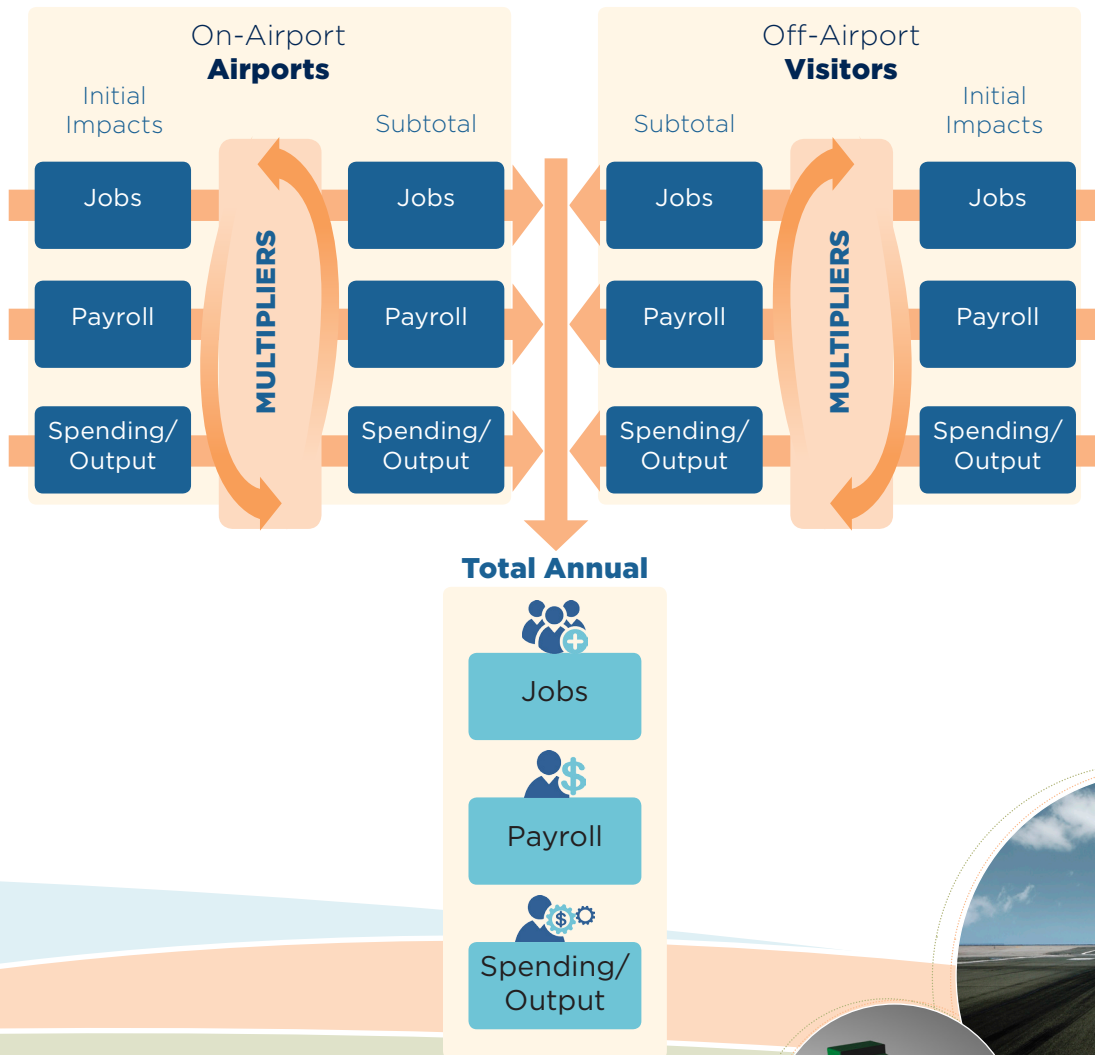 On-Airport
Airports
Initial
Impacts
Subtotal
Jobs
Jobs
Payroll
MULTIPLIERS
Payroll
Spending/
Output
Spending/
Output
Off-Airport
Visitors
Subtotal
Initial
Impacts
Jobs
Jobs
Payroll
MULTIPLIERS
Payroll
Spending/
Output
Spending/
Output
Total Annual
Jobs
$
Payroll
$
Spending/
Output